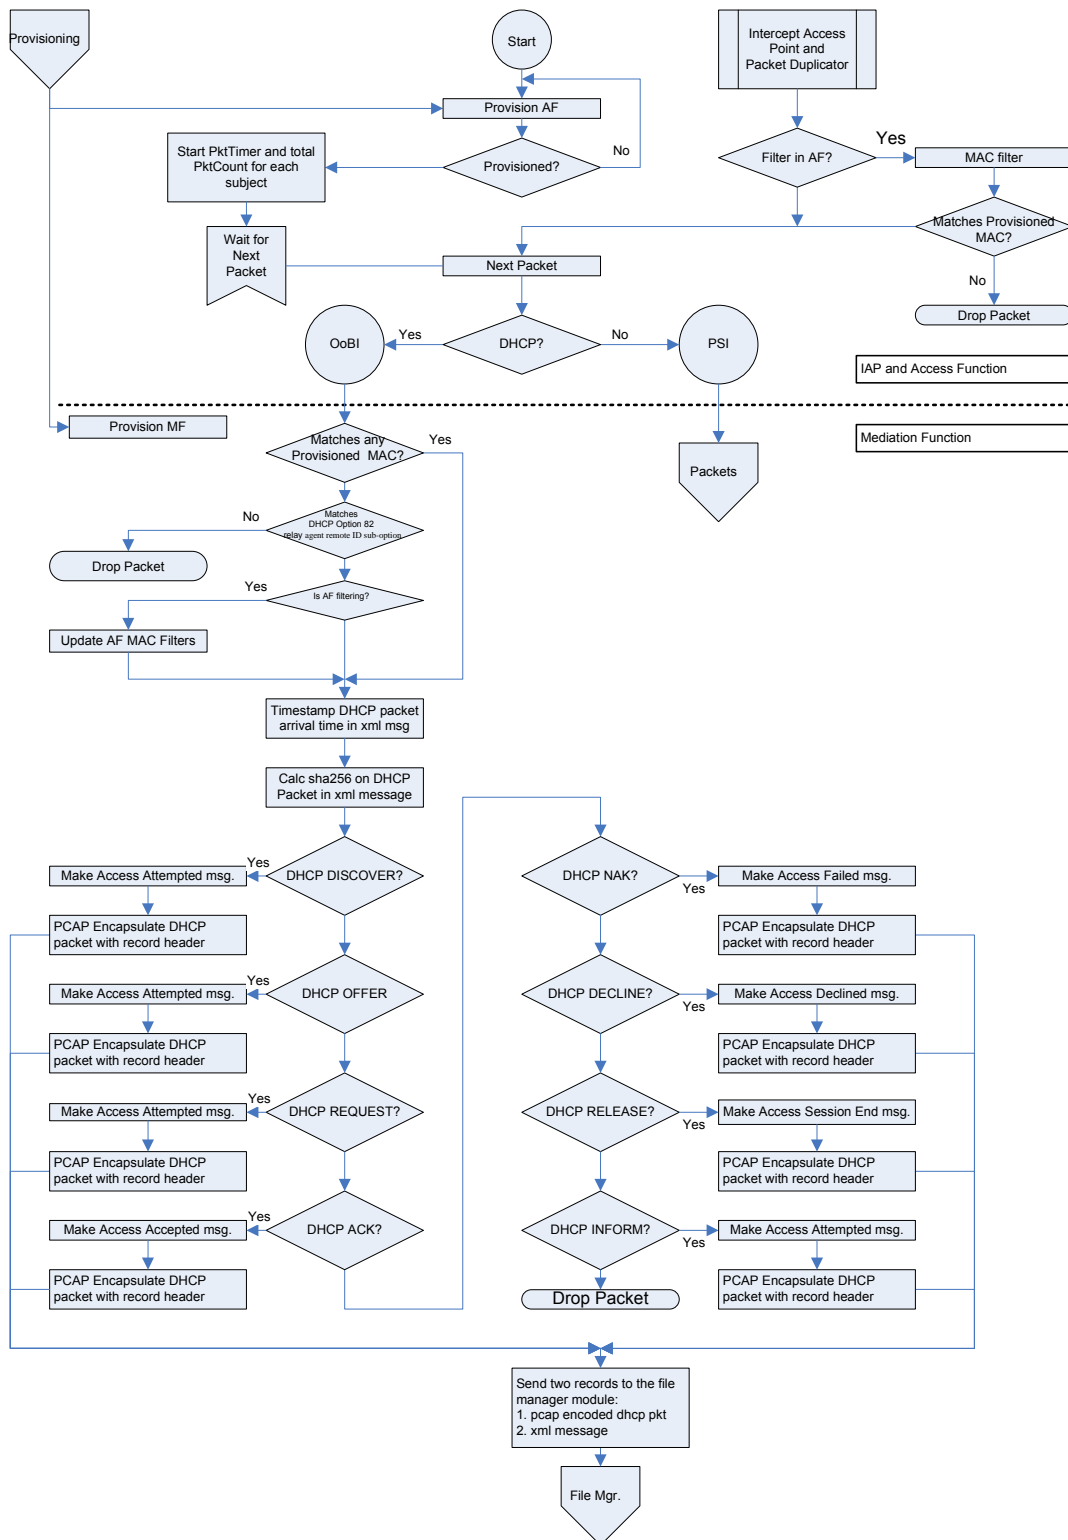 Provisioning
Start
Intercept Access
Point and
Packet Duplicator
Provision AF
Start PktTimer and total
PktCount for each
subject
Provisioned?
No
Filter in AF?
Yes
MAC filter
Matches Provisioned
MAC?
No
Drop Packet
Wait for
Next
Packet
Next Packet
OoBI
Yes
DHCP?
No
PSI
IAP and Access Function
Provision MF
Mediation Function
Matches any
Provisioned MAC?
Yes
Packets
Matches
DHCP Option 82
relay agent remote ID sub-option
No
Drop Packet
Is AF filtering?
Yes
Update AF MAC Filters
Timestamp DHCP packet
arrival time in xml msg
Calc sha256 on DHCP
Packet in xml message
DHCP DISCOVER?
Yes
Make Access Attempted msg.
PCAP Encapsulate DHCP
packet with record header
DHCP OFFER
Yes
Make Access Attempted msg.
PCAP Encapsulate DHCP
packet with record header
DHCP REQUEST?
Yes
Make Access Attempted msg.
PCAP Encapsulate DHCP
packet with record header
DHCP ACK?
Yes
Make Access Accepted msg.
PCAP Encapsulate DHCP
packet with record header
DHCP NAK?
Yes
Make Access Failed msg.
PCAP Encapsulate DHCP
packet with record header
DHCP DECLINE?
Yes
Make Access Declined msg.
PCAP Encapsulate DHCP
packet with record header
DHCP RELEASE?
Yes
Make Access Session End msg.
PCAP Encapsulate DHCP
packet with record header
DHCP INFORM?
Yes
Make Access Attempted msg.
PCAP Encapsulate DHCP
packet with record header
Drop Packet
Send two records to the file
manager module:
1. pcap encoded dhcp pkt
2. xml message
File Mgr.